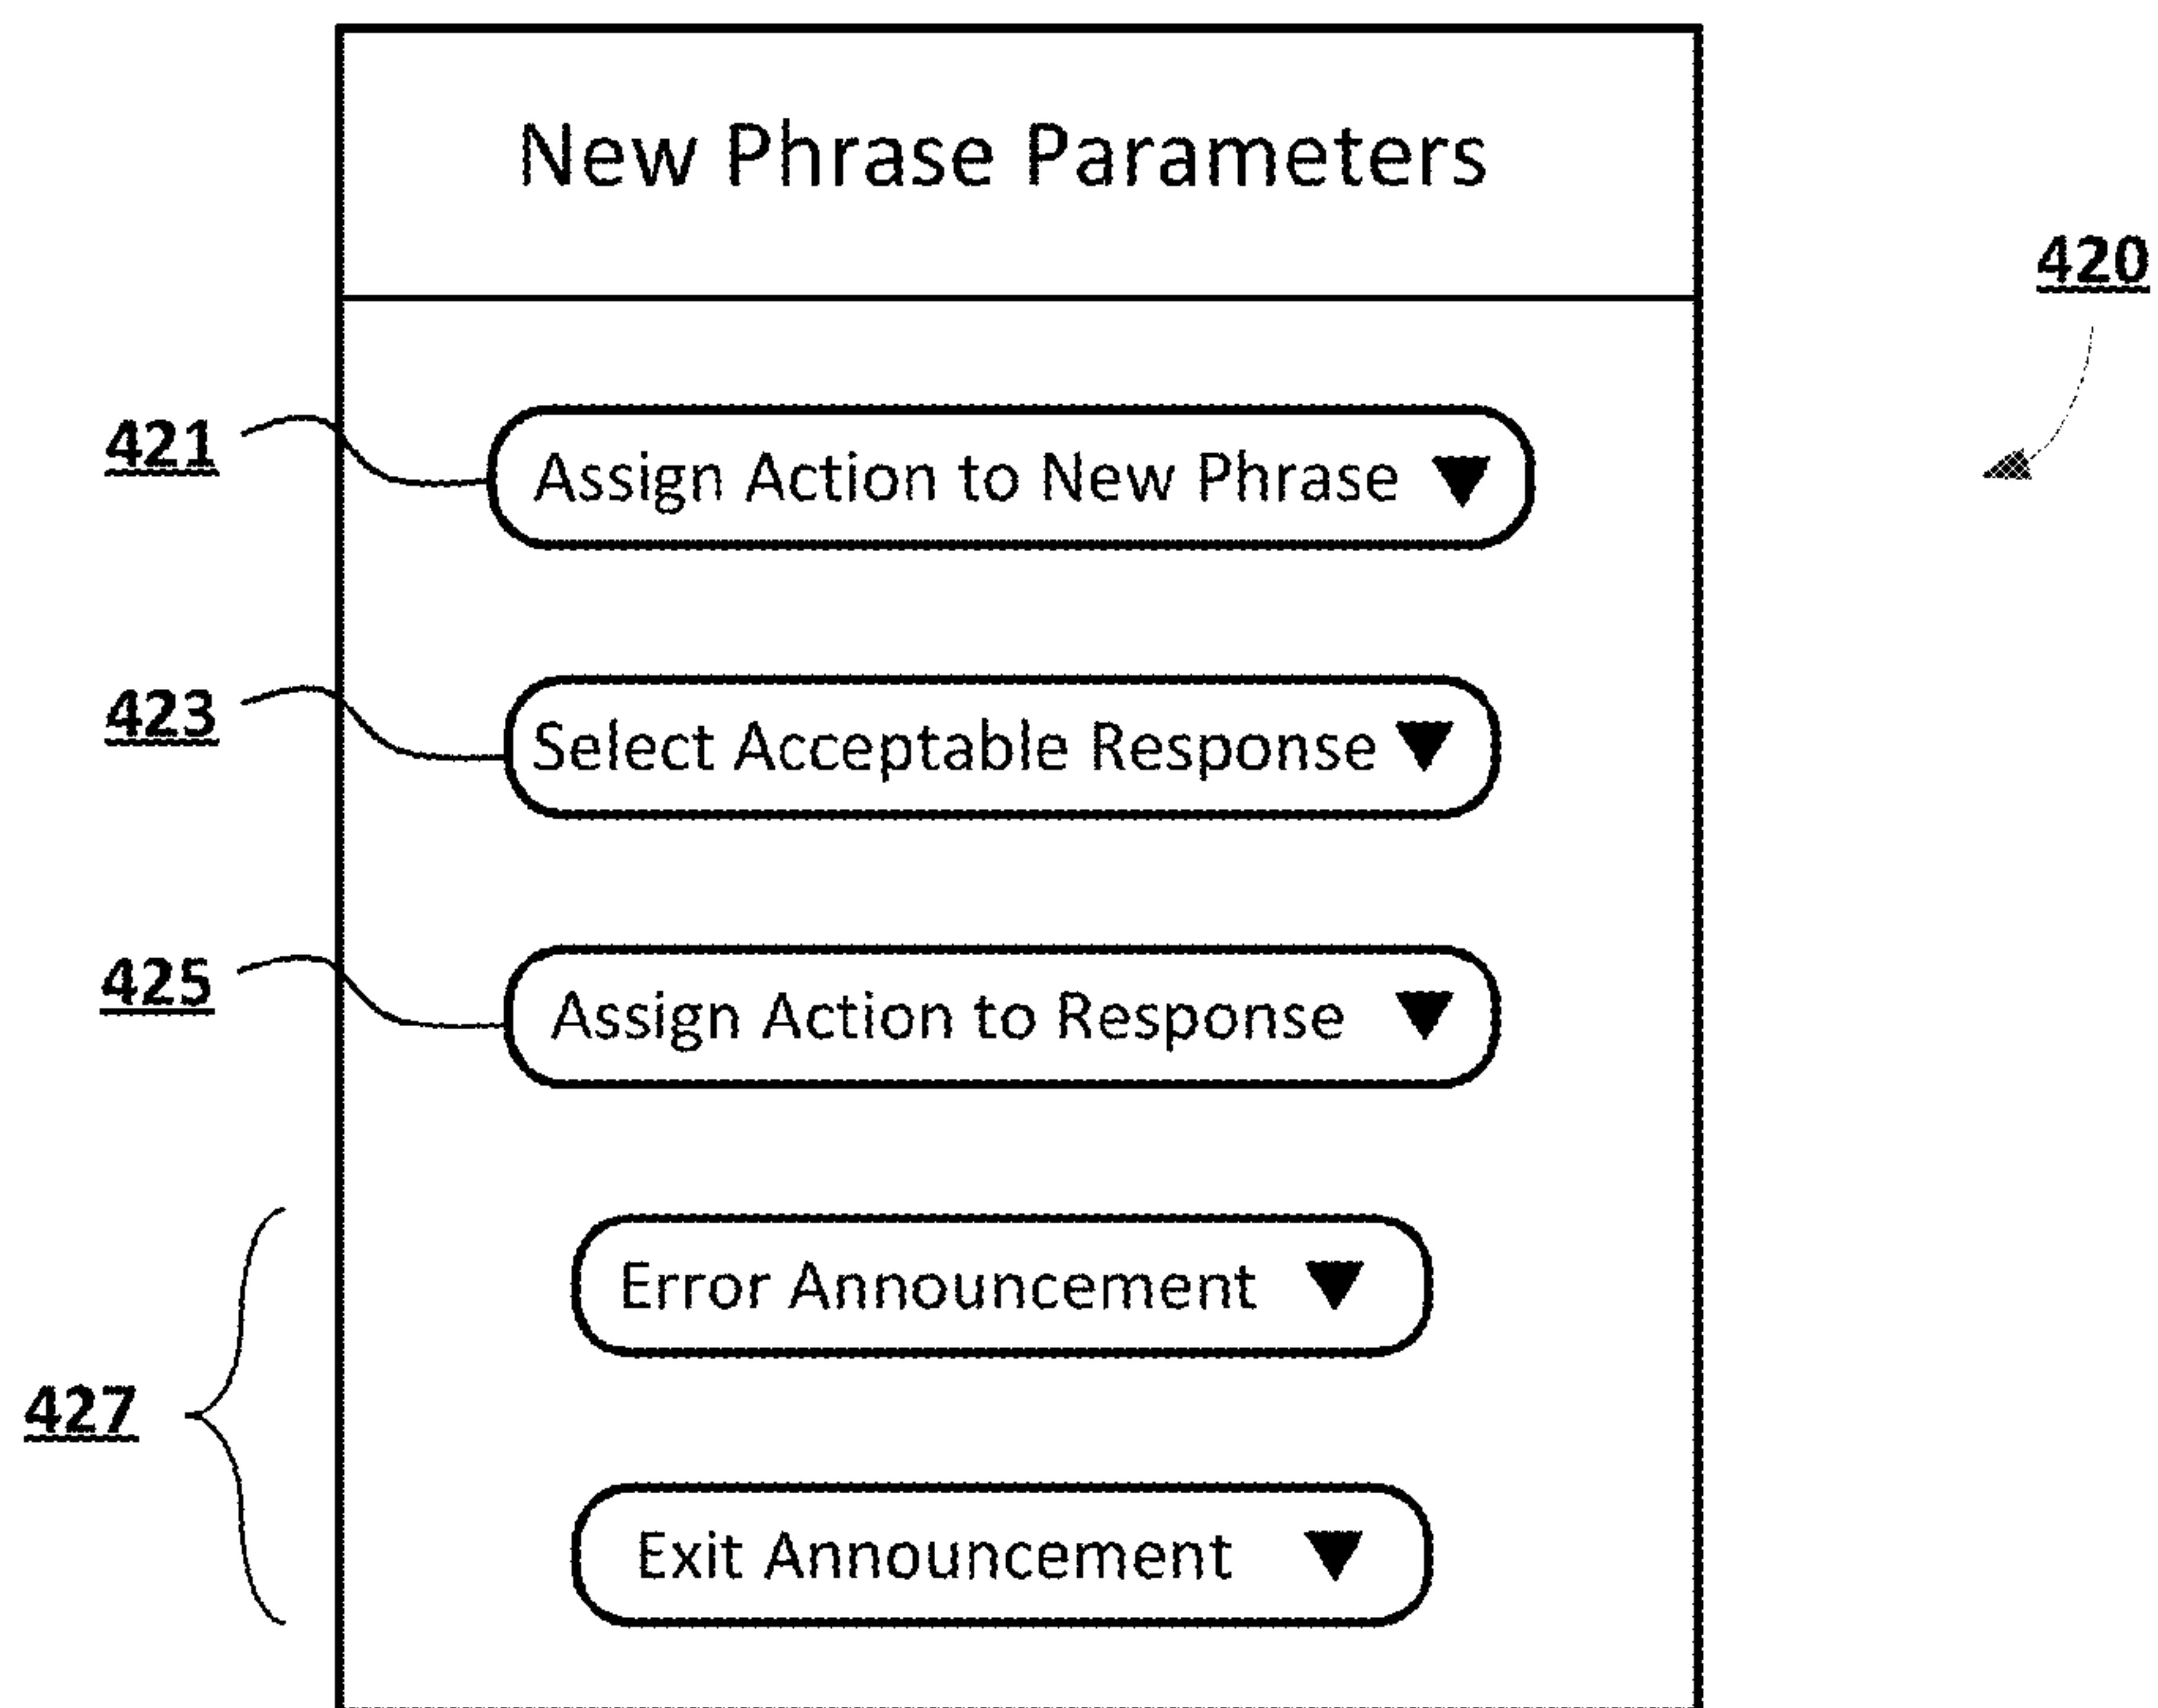 New Phrase Parameters
420
421
Assign Action to New Phrase
423
Select Acceptable Response
425
Assign Action to Response
Error Announcement
427
Exit Announcement